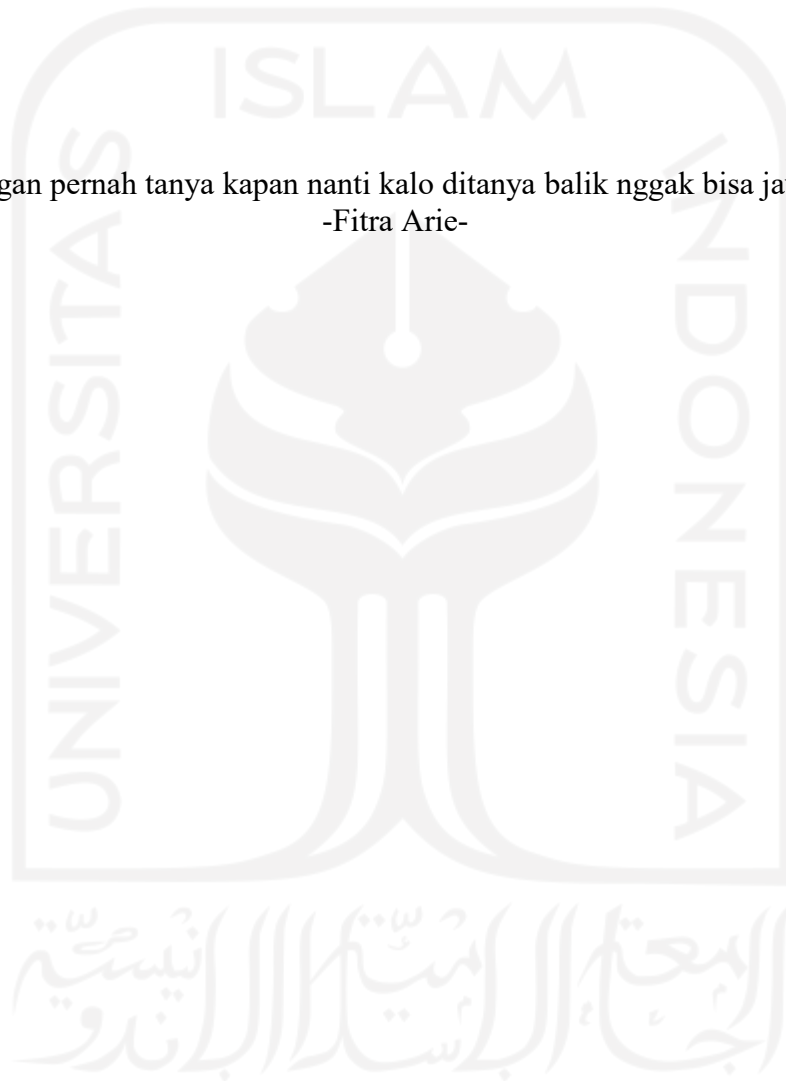 ISLAM
gan pernah tanya kapan nanti kalo ditanya balik nggak bisa ja
-Fitra Arie-
UNIVERSITAS
INDONESIA